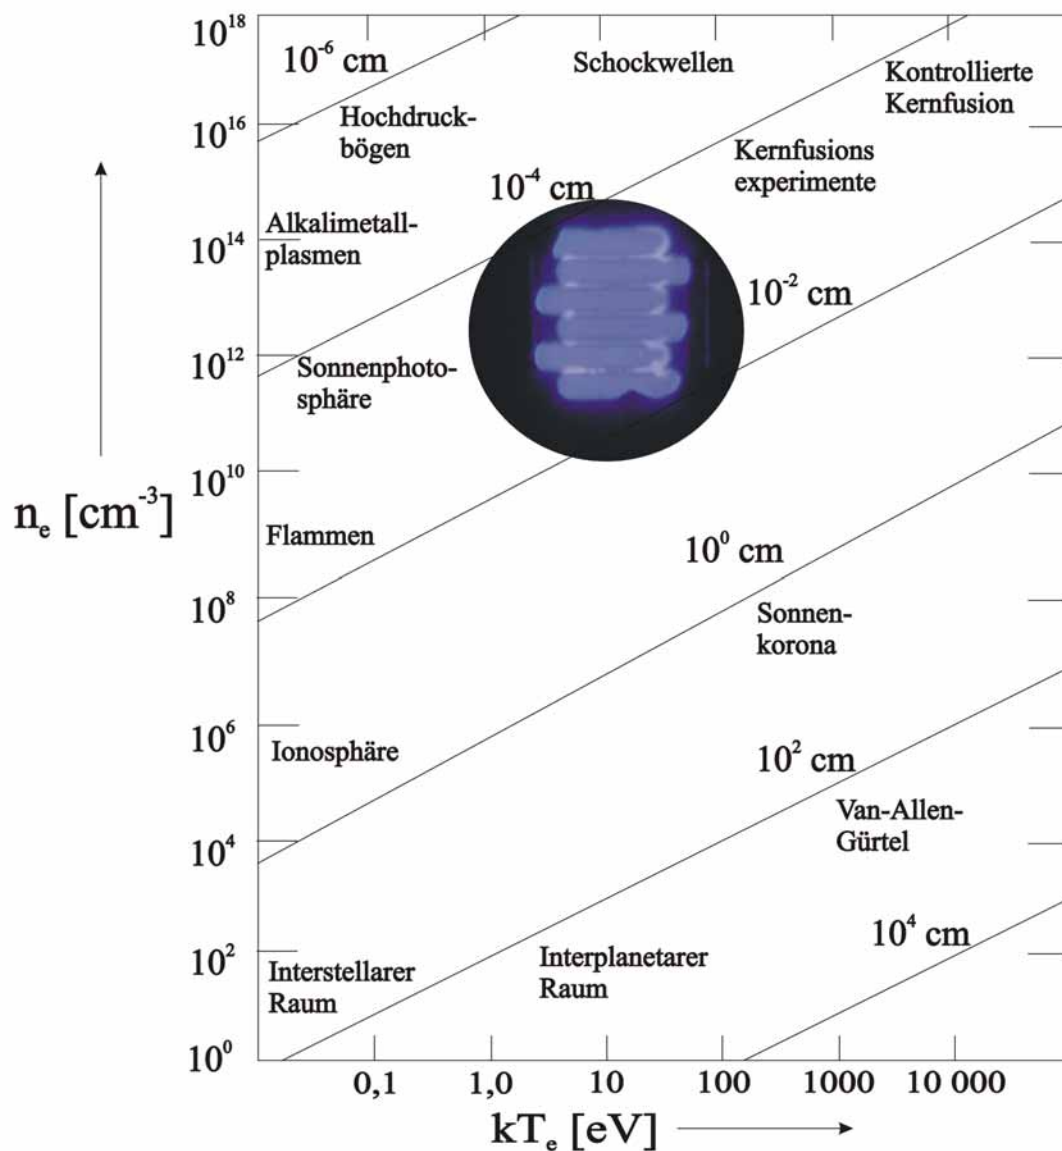 10^18
10^-6 cm
Schockwellen
Kontrollierte
Kernfusion
Hochdruck-
bögen
10^16
Kernfusions
experimente
10^-4 cm
Alkalimetall-
plasmen
10^14
10^-2 cm
10^12
Sonnenphoto-
sphäre
10^10
n_e [cm^-3]
Flammen
10^0 cm
10^8
Sonnen-
korona
10^6
Ionosphäre
10^2 cm
Van-Allen-
Gürtel
10^4
10^4 cm
10^2
Interstellarer
Raum
Interplanetarer
Raum
10^0
0,1 1,0 10 100 1000 10 000
kT_e [eV]